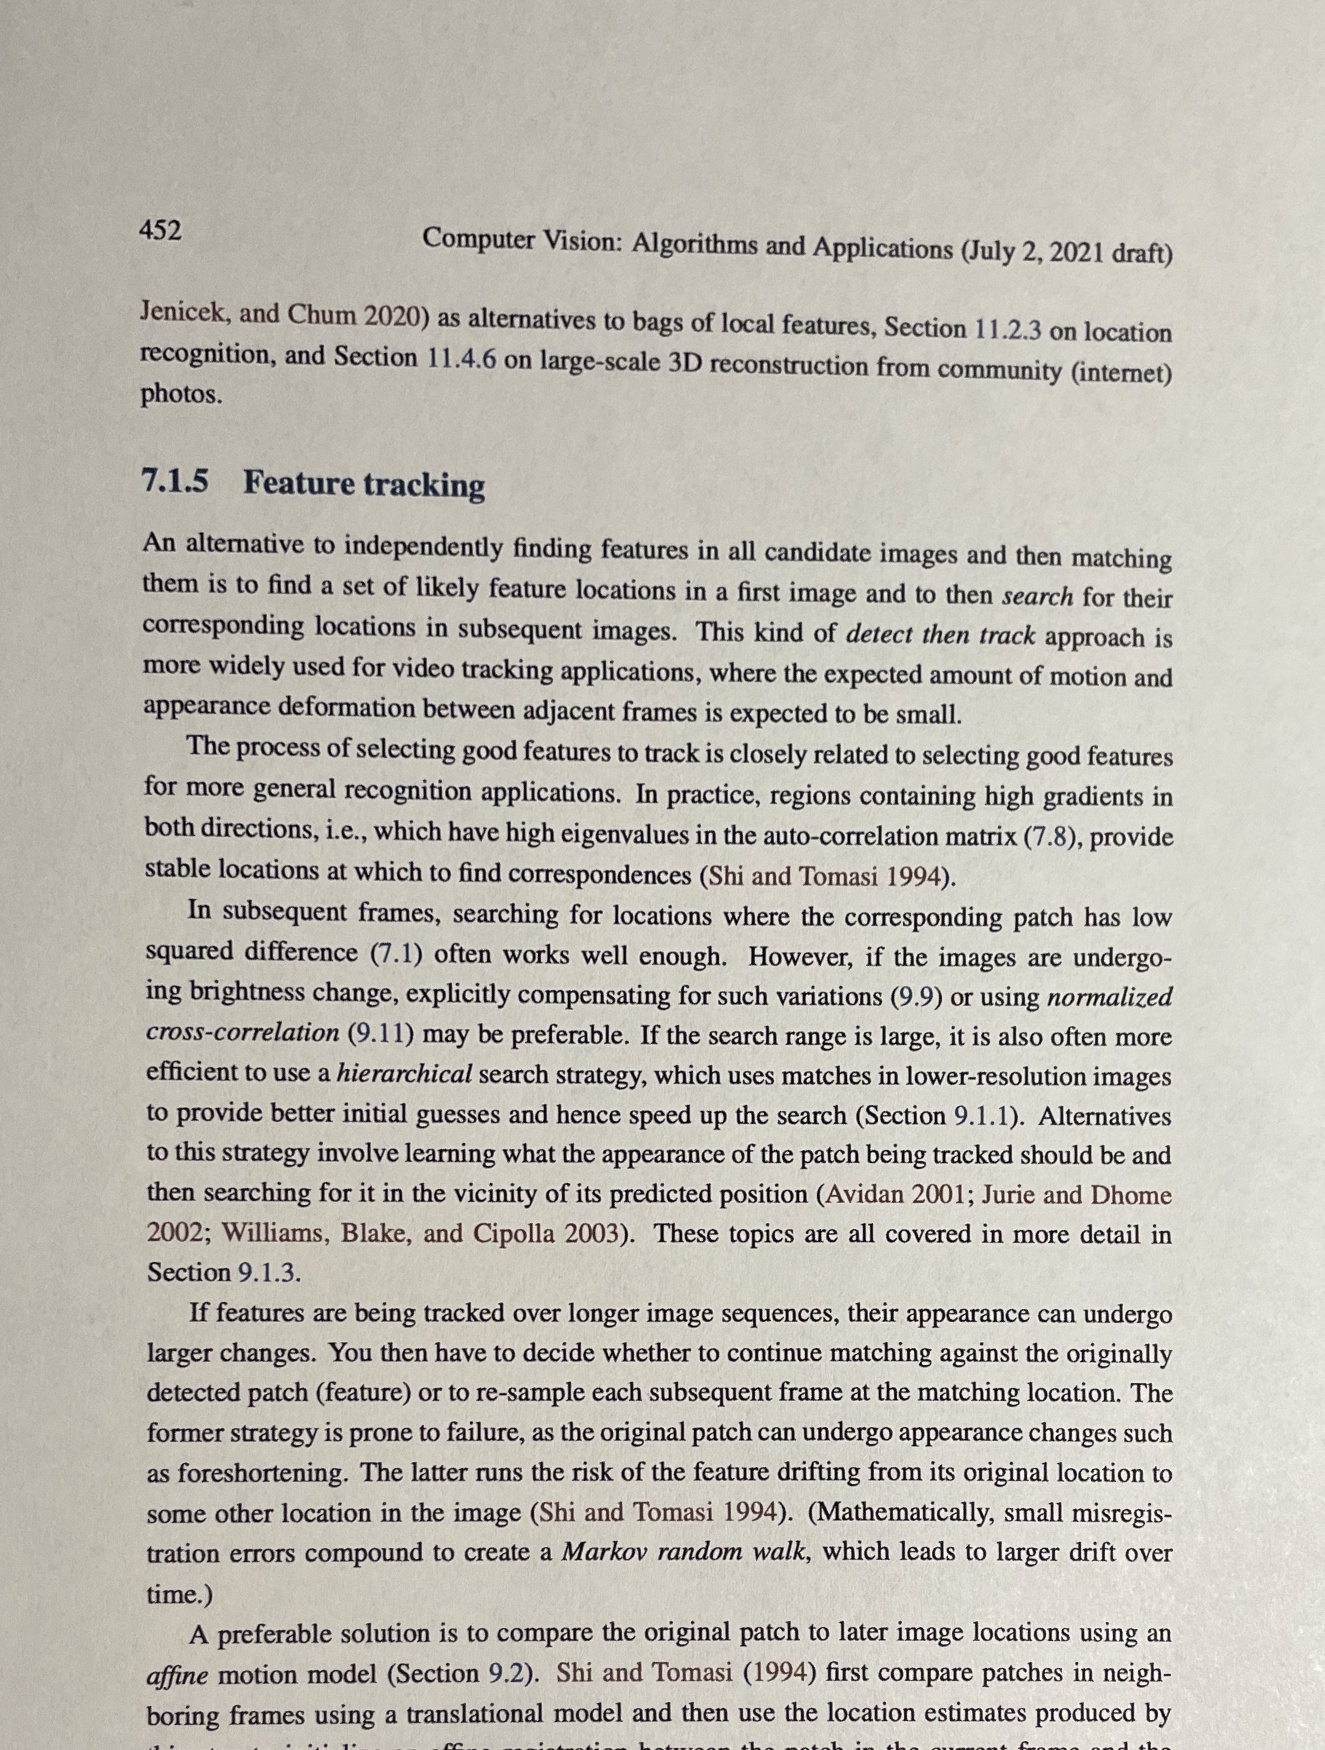 452
Computer Vision: Algorithms and Applications (July 2, 2021 draft)
Jenicek, and Chum 2020) as alternatives to bags of local features, Section 11.2.3 on location
recognition, and Section 11.4.6 on large-scale 3D reconstruction from community (internet)
photos.
7.1.5 Feature tracking
An alternative to independently finding features in all candidate images and then matching
them is to find a set of likely feature locations in a first image and to then search for their
corresponding locations in subsequent images. This kind of detect then track approach is
more widely used for video tracking applications, where the expected amount of motion and
appearance deformation between adjacent frames is expected to be small.
The process of selecting good features to track is closely related to selecting good features
for more general recognition applications. In practice, regions containing high gradients in
both directions, i.e., which have high eigenvalues in the auto-correlation matrix (7.8), provide
stable locations at which to find correspondences (Shi and Tomasi 1994).
In subsequent frames, searching for locations where the corresponding patch has low
squared difference (7.1) often works well enough. However, if the images are undergo-
ing brightness change, explicitly compensating for such variations (9.9) or using normalized
cross-correlation (9.11) may be preferable. If the search range is large, it is also often more
efficient to use a hierarchical search strategy, which uses matches in lower-resolution images
to provide better initial guesses and hence speed up the search (Section 9.1.1). Alternatives
to this strategy involve learning what the appearance of the patch being tracked should be and
then searching for it in the vicinity of its predicted position (Avidan 2001; Jurie and Dhome
2002; Williams, Blake, and Cipolla 2003). These topics are all covered in more detail in
Section 9.1.3.
If features are being tracked over longer image sequences, their appearance can undergo
larger changes. You then have to decide whether to continue matching against the originally
detected patch (feature) or to re-sample each subsequent frame at the matching location. The
former strategy is prone to failure, as the original patch can undergo appearance changes such
as foreshortening. The latter runs the risk of the feature drifting from its original location to
some other location in the image (Shi and Tomasi 1994). (Mathematically, small misregis-
tration errors compound to create a Markov random walk, which leads to larger drift over
time.)
A preferable solution is to compare the original patch to later image locations using an
affine motion model (Section 9.2). Shi and Tomasi (1994) first compare patches in neigh-
boring frames using a translational model and then use the location estimates produced by